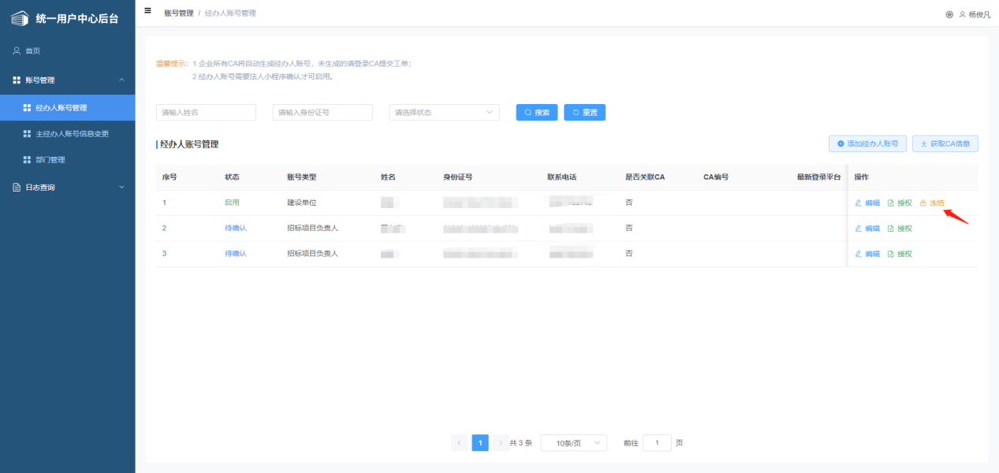 统一用户中心后台
账号管理 / 经办人账号管理
杨俊凡
首页
账号管理
经办人账号管理
主经办人账号信息变更
部门管理
日志查询
温馨提示: 1.企业所有CA将自动生成经办人账号, 未生成的请登录CA提交工单;
2.经办人账号需要法人小程序确认才可启用。
请输入姓名 请输入身份证号 请选择状态 搜索 重置
经办人账号管理 添加经办人账号 获取CA信息
序号 状态 账号类型 姓名 身份证号 联系电话 是否关联CA CA编号 最新登录平台 操作
1 启用 建设单位 否 编辑 授权 冻结
2 待确认 招标项目负责人 否 编辑 授权
3 待确认 招标项目负责人 否 编辑 授权
1 共 3 条 10条/页 前往 1 页